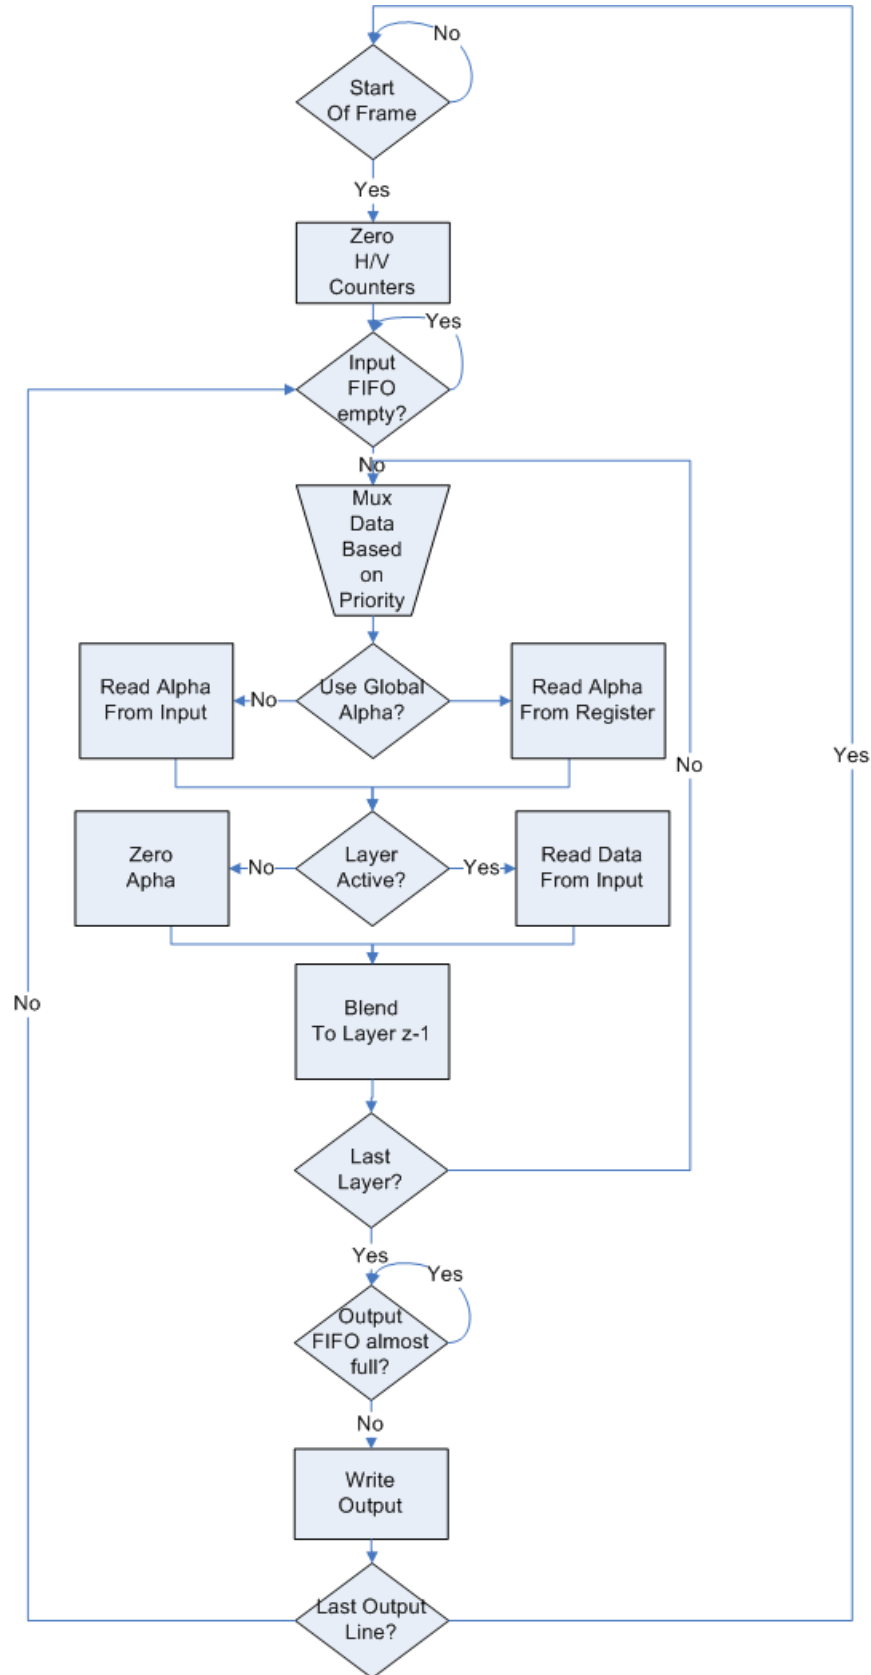 No
Start
Of Frame
Yes
Zero
H/V
Counters
Yes
Input
FIFO
empty?
No
Mux
Data
Based
on
Priority
Read Alpha
From Input
No
Use Global
Alpha?
Read Alpha
From Register
No
Yes
Zero
Apha
No
Layer
Active?
Yes
Read Data
From Input
No
Blend
To Layer z-1
Last
Layer?
Yes
Yes
Output
FIFO almost
full?
No
Write
Output
Last Output
Line?